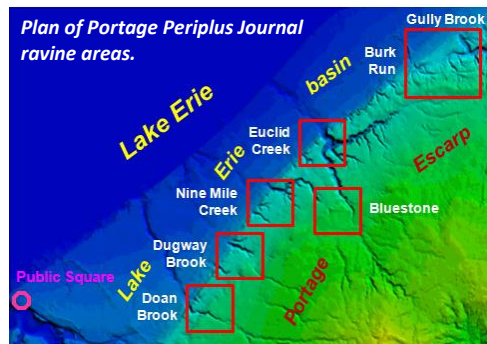 Plan of Portage Periplus Journal
ravine areas.
Gully Brook
Burk
Run
basin
Lake Erie
Erie
Escarp
Euclid
Creek
Nine Mile
Creek
Bluestone
Dugway
Brook
Lake
Portage
Public Square
Doan
Brook